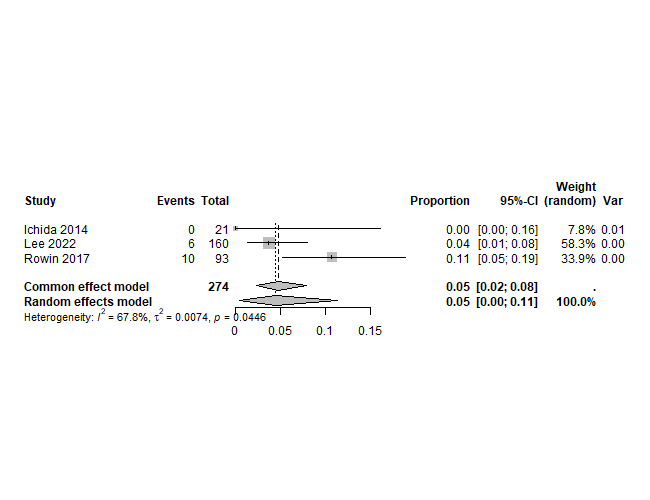 Weight
Study Events Total Proportion 95%-CI (random) Var
Ichida 2014 0 21 0.00 [0.00; 0.16] 7.8% 0.01
Lee 2022 6 160 0.04 [0.01; 0.08] 58.3% 0.00
Rowin 2017 10 93 0.11 [0.05; 0.19] 33.9% 0.00
Common effect model 274 0.05 [0.02; 0.08] .
Random effects model 0.05 [0.00; 0.11] 100.0%
Heterogeneity: I² = 67.8%, τ² = 0.0074, p = 0.0446
0 0.05 0.1 0.15